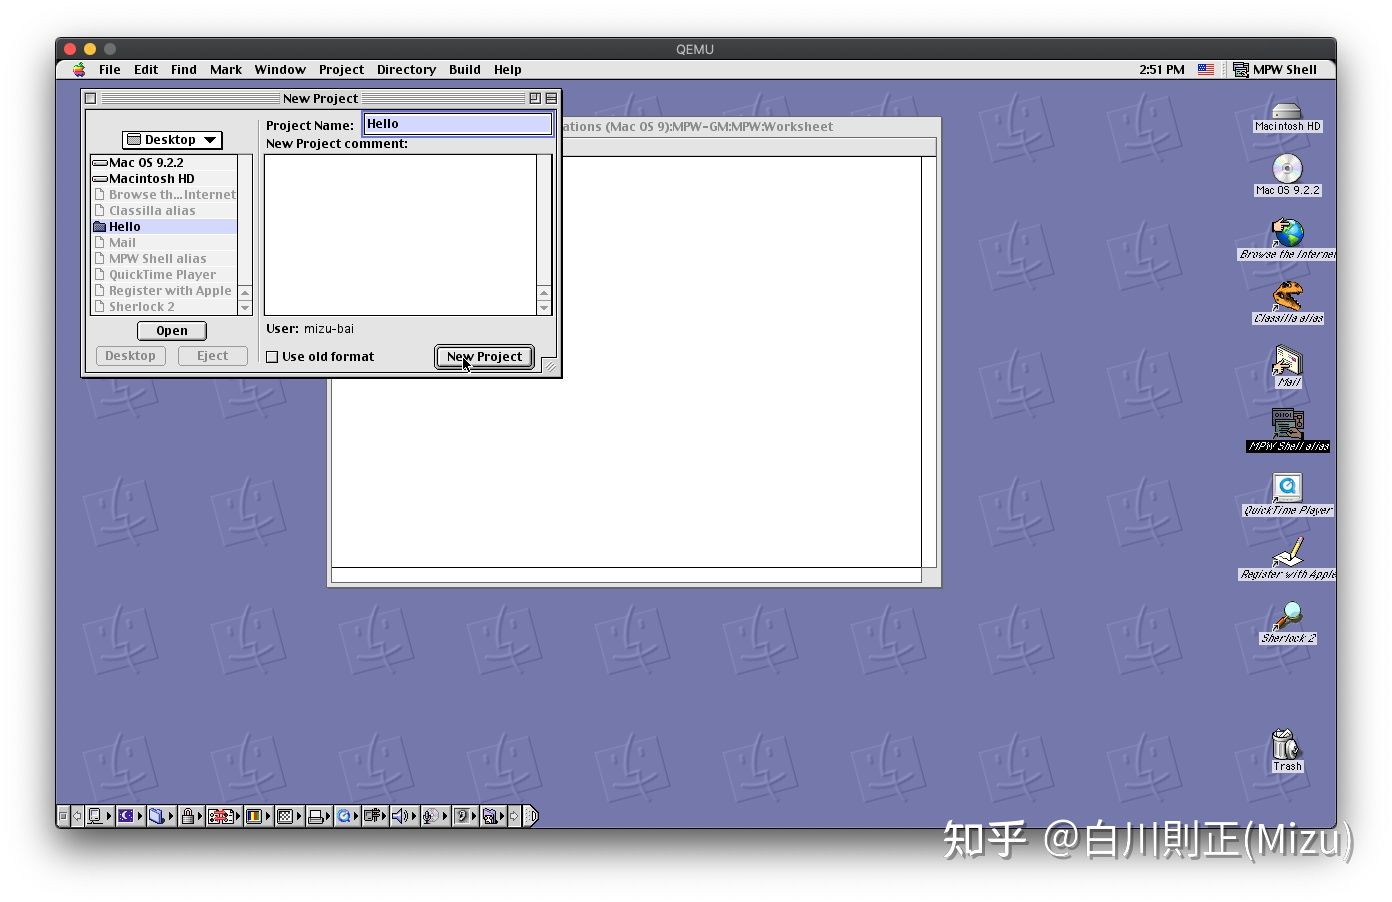 QEMU
File Edit Find Mark Window Project Directory Build Help
2:51 PM MPW Shell
New Project
Desktop
Project Name: Hello
New Project comment:
Mac OS 9.2.2
Macintosh HD
Browse th...Internet
Classilla alias
Hello
Mail
MPW Shell alias
QuickTime Player
Register with Apple
Sherlock 2
Open
Desktop Eject
User: mizu-bai
Use old format
New Project
ations (Mac OS 9):MPW-GM:MPW:Worksheet
Macintosh HD
Mac OS 9.2.2
Browse the Internet
Classilla alias
Mail
MPW Shell alias
QuickTime Player
Register with Apple
Sherlock 2
Trash
知乎 @白川則正(Mizu)